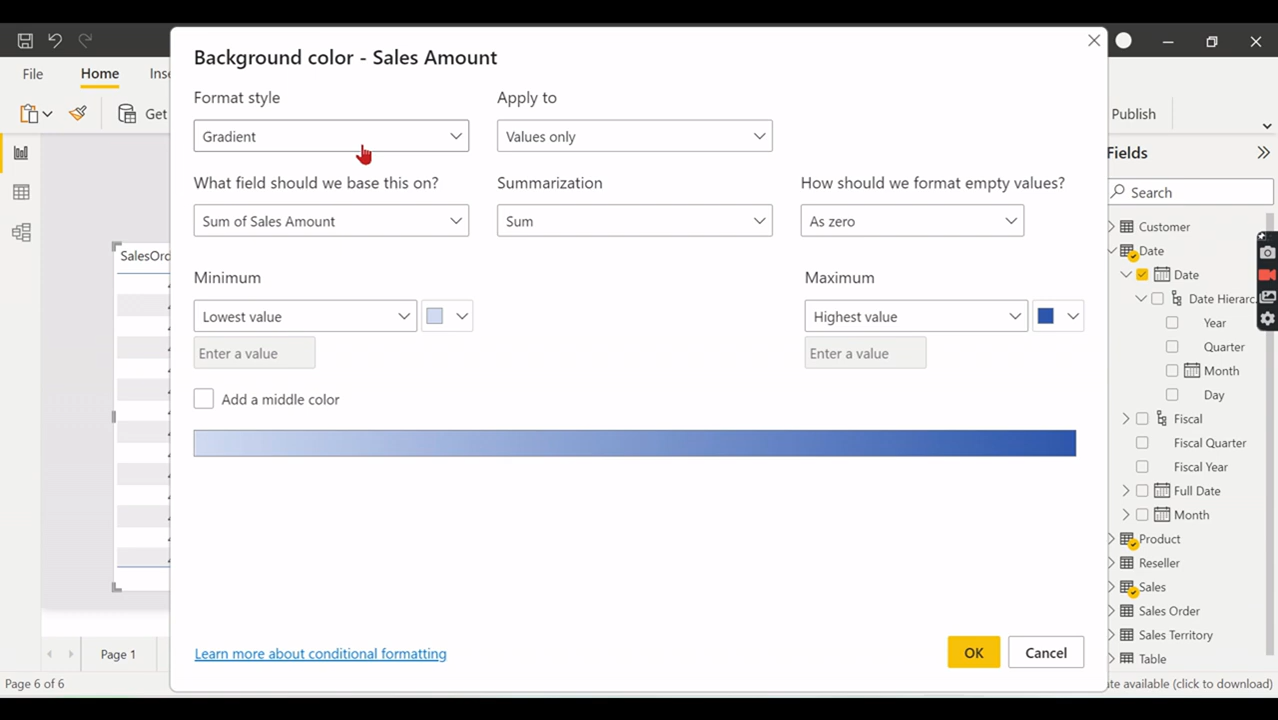 Background color - Sales Amount
File
Home
Get
Publish
Format style
Apply to
Gradient
Values only
What field should we base this on?
Summarization
How should we format empty values?
Sum of Sales Amount
Sum
As zero
Minimum
Maximum
Lowest value
Highest value
Enter a value
Enter a value
Add a middle color
Learn more about conditional formatting
OK
Cancel
Fields
Search
Customer
Date
Date
Date Hierarc.
Year
Quarter
Month
Day
Fiscal
Fiscal Quarter
Fiscal Year
Full Date
Month
Product
Reseller
Sales
Sales Order
Sales Territory
Table
SalesOrd
Page 1
Page 6 of 6
te available (click to download)